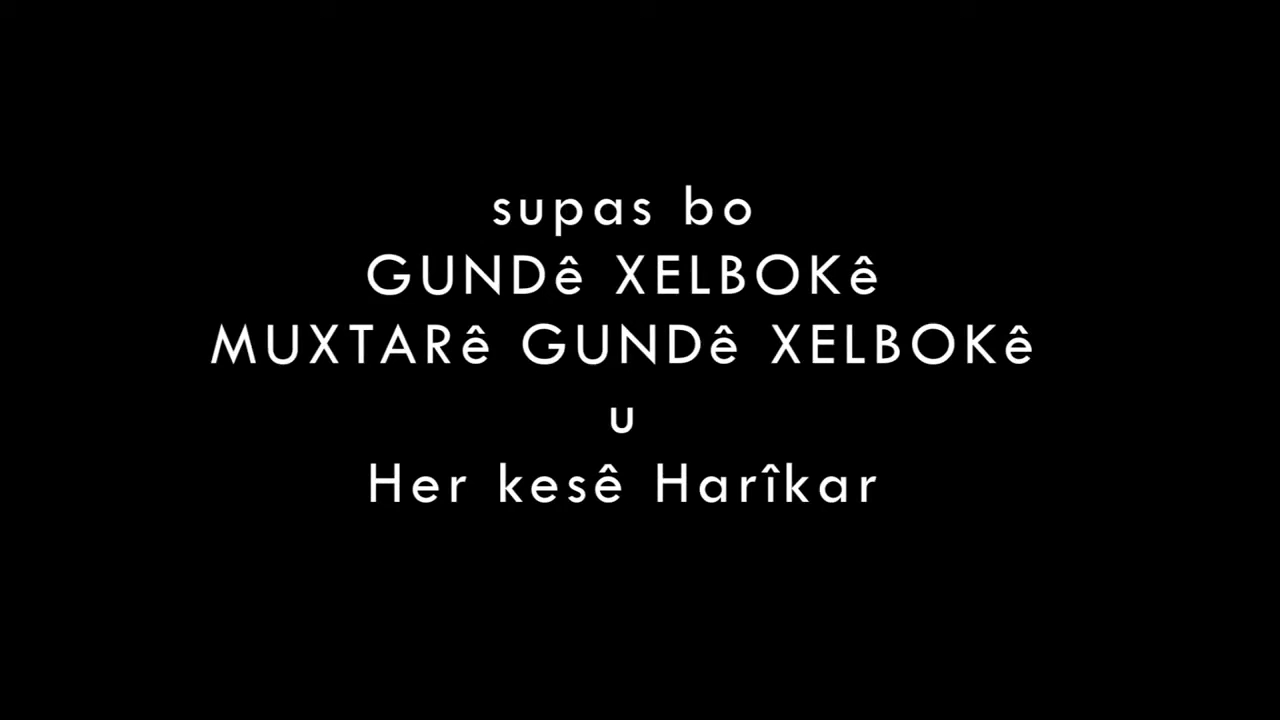 supas bo
GUNDê XELBOKê
MUXTARê GUNDê XELBOKê
u
Her kesê Harîkar